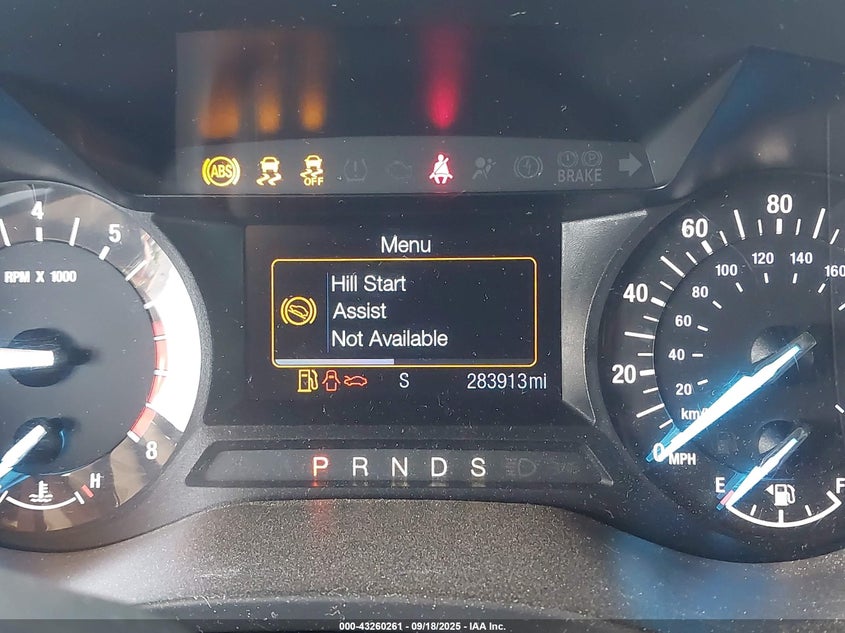 ABS
OFF
BRAKE
4
5
RPM X 1000
8
H
Menu
Hill Start
Assist
Not Available
S
283913mi
P R N D S
80
60
40
20
0
MPH
160
140
120
100
80
60
40
20
E
F
000-43260261 - 09/18/2025 - IAA Inc.